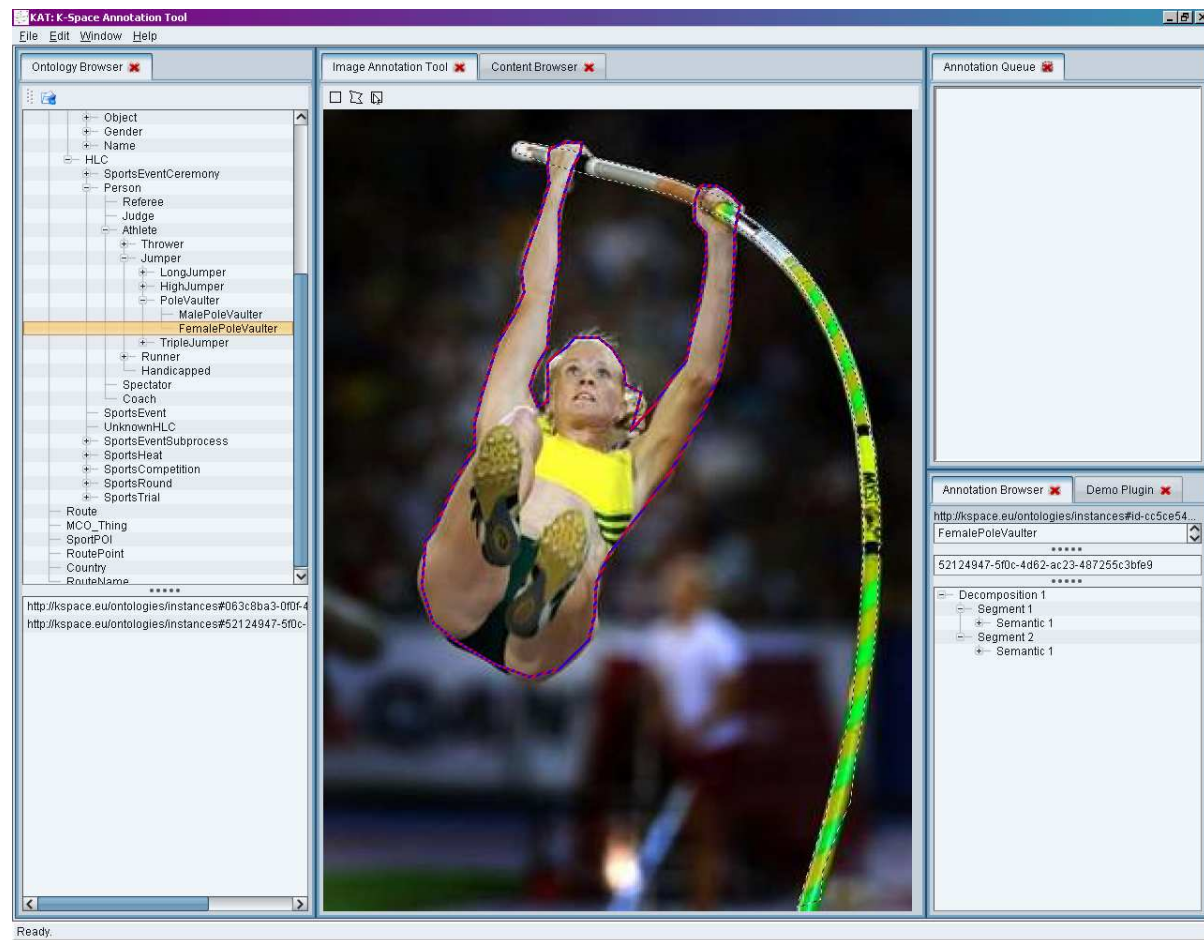 KAT: K-Space Annotation Tool
File Edit Window Help
Ontology Browser
Object
Gender
Name
HLC
SportsEventCeremony
Person
Referee
Judge
Athlete
Thrower
Jumper
LongJumper
HighJumper
PoleVaulter
MalePoleVaulter
FemalePoleVaulter
TripleJumper
Runner
Handicapped
Spectator
Coach
SportsEvent
UnknownHLC
SportsEventSubprocess
SportsHeat
SportsCompetition
SportsRound
SportsTrial
Route
MCO_Thing
SportPOI
RoutePoint
Country
RouteName
http://kspace.eu/ontologies/instances#063c8ba3-0f0f-4
http://kspace.eu/ontologies/instances#52124947-5f0c-
Image Annotation Tool Content Browser
Annotation Queue
Annotation Browser Demo Plugin
http://kspace.eu/ontologies/instances#id-cc5ce54...
FemalePoleVaulter
52124947-5f0c-4d62-ac23-487255c3bfe9
Decomposition 1
Segment 1
Semantic 1
Segment 2
Semantic 1
Ready.